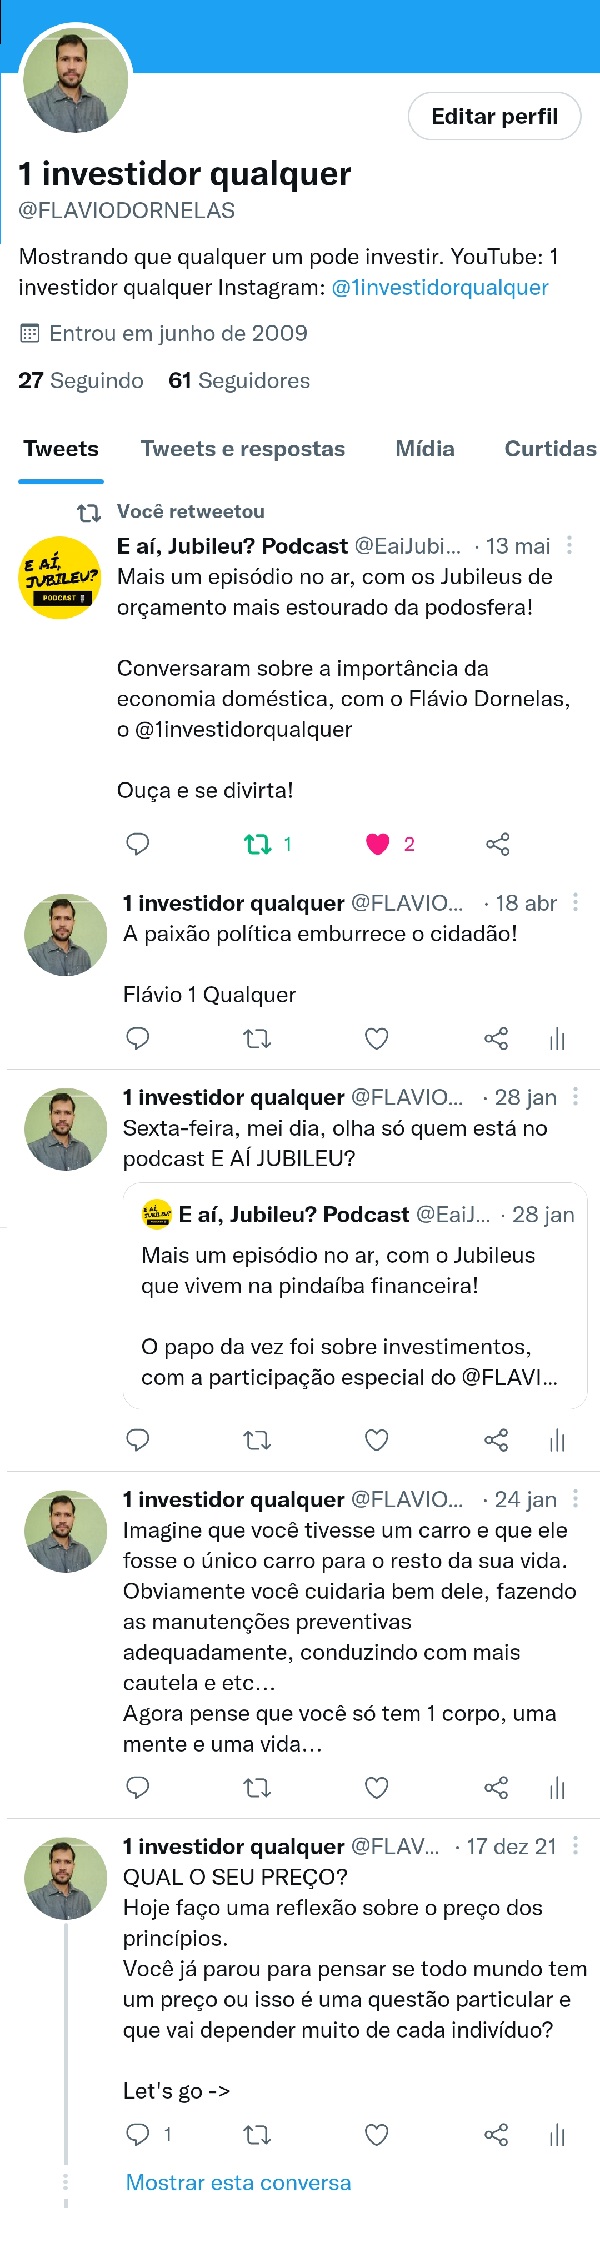 Editar perfil
1 investidor qualquer
@FLAVIODORNELAS
Mostrando que qualquer um pode investir. YouTube: 1
investidor qualquer Instagram: @1investidorqualquer
Entrou em junho de 2009
27 Seguindo 61 Seguidores
Tweets Tweets e respostas Mídia Curtidas
Você retweetou
E AÍ, JUBILEU? PODCAST
E aí, Jubileu? Podcast @EaiJubi... · 13 mai
Mais um episódio no ar, com os Jubileus de
orçamento mais estourado da podosfera!
Conversaram sobre a importância da
economia doméstica, com o Flávio Dornelas,
o @1investidorqualquer
Ouça e se divirta!
1 2
1 investidor qualquer @FLAVIO... · 18 abr
A paixão política emburrece o cidadão!
Flávio 1 Qualquer
1 investidor qualquer @FLAVIO... · 28 jan
Sexta-feira, mei dia, olha só quem está no
podcast E AÍ JUBILEU?
E aí, Jubileu? Podcast @EaiJ... · 28 jan
Mais um episódio no ar, com o Jubileus
que vivem na pindaíba financeira!
O papo da vez foi sobre investimentos,
com a participação especial do @FLAVI...
1 investidor qualquer @FLAVIO... · 24 jan
Imagine que você tivesse um carro e que ele
fosse o único carro para o resto da sua vida.
Obviamente você cuidaria bem dele, fazendo
as manutenções preventivas
adequadamente, conduzindo com mais
cautela e etc...
Agora pense que você só tem 1 corpo, uma
mente e uma vida...
1 investidor qualquer @FLAV... · 17 dez 21
QUAL O SEU PREÇO?
Hoje faço uma reflexão sobre o preço dos
princípios.
Você já parou para pensar se todo mundo tem
um preço ou isso é uma questão particular e
que vai depender muito de cada indivíduo?
Let's go ->
1
Mostrar esta conversa